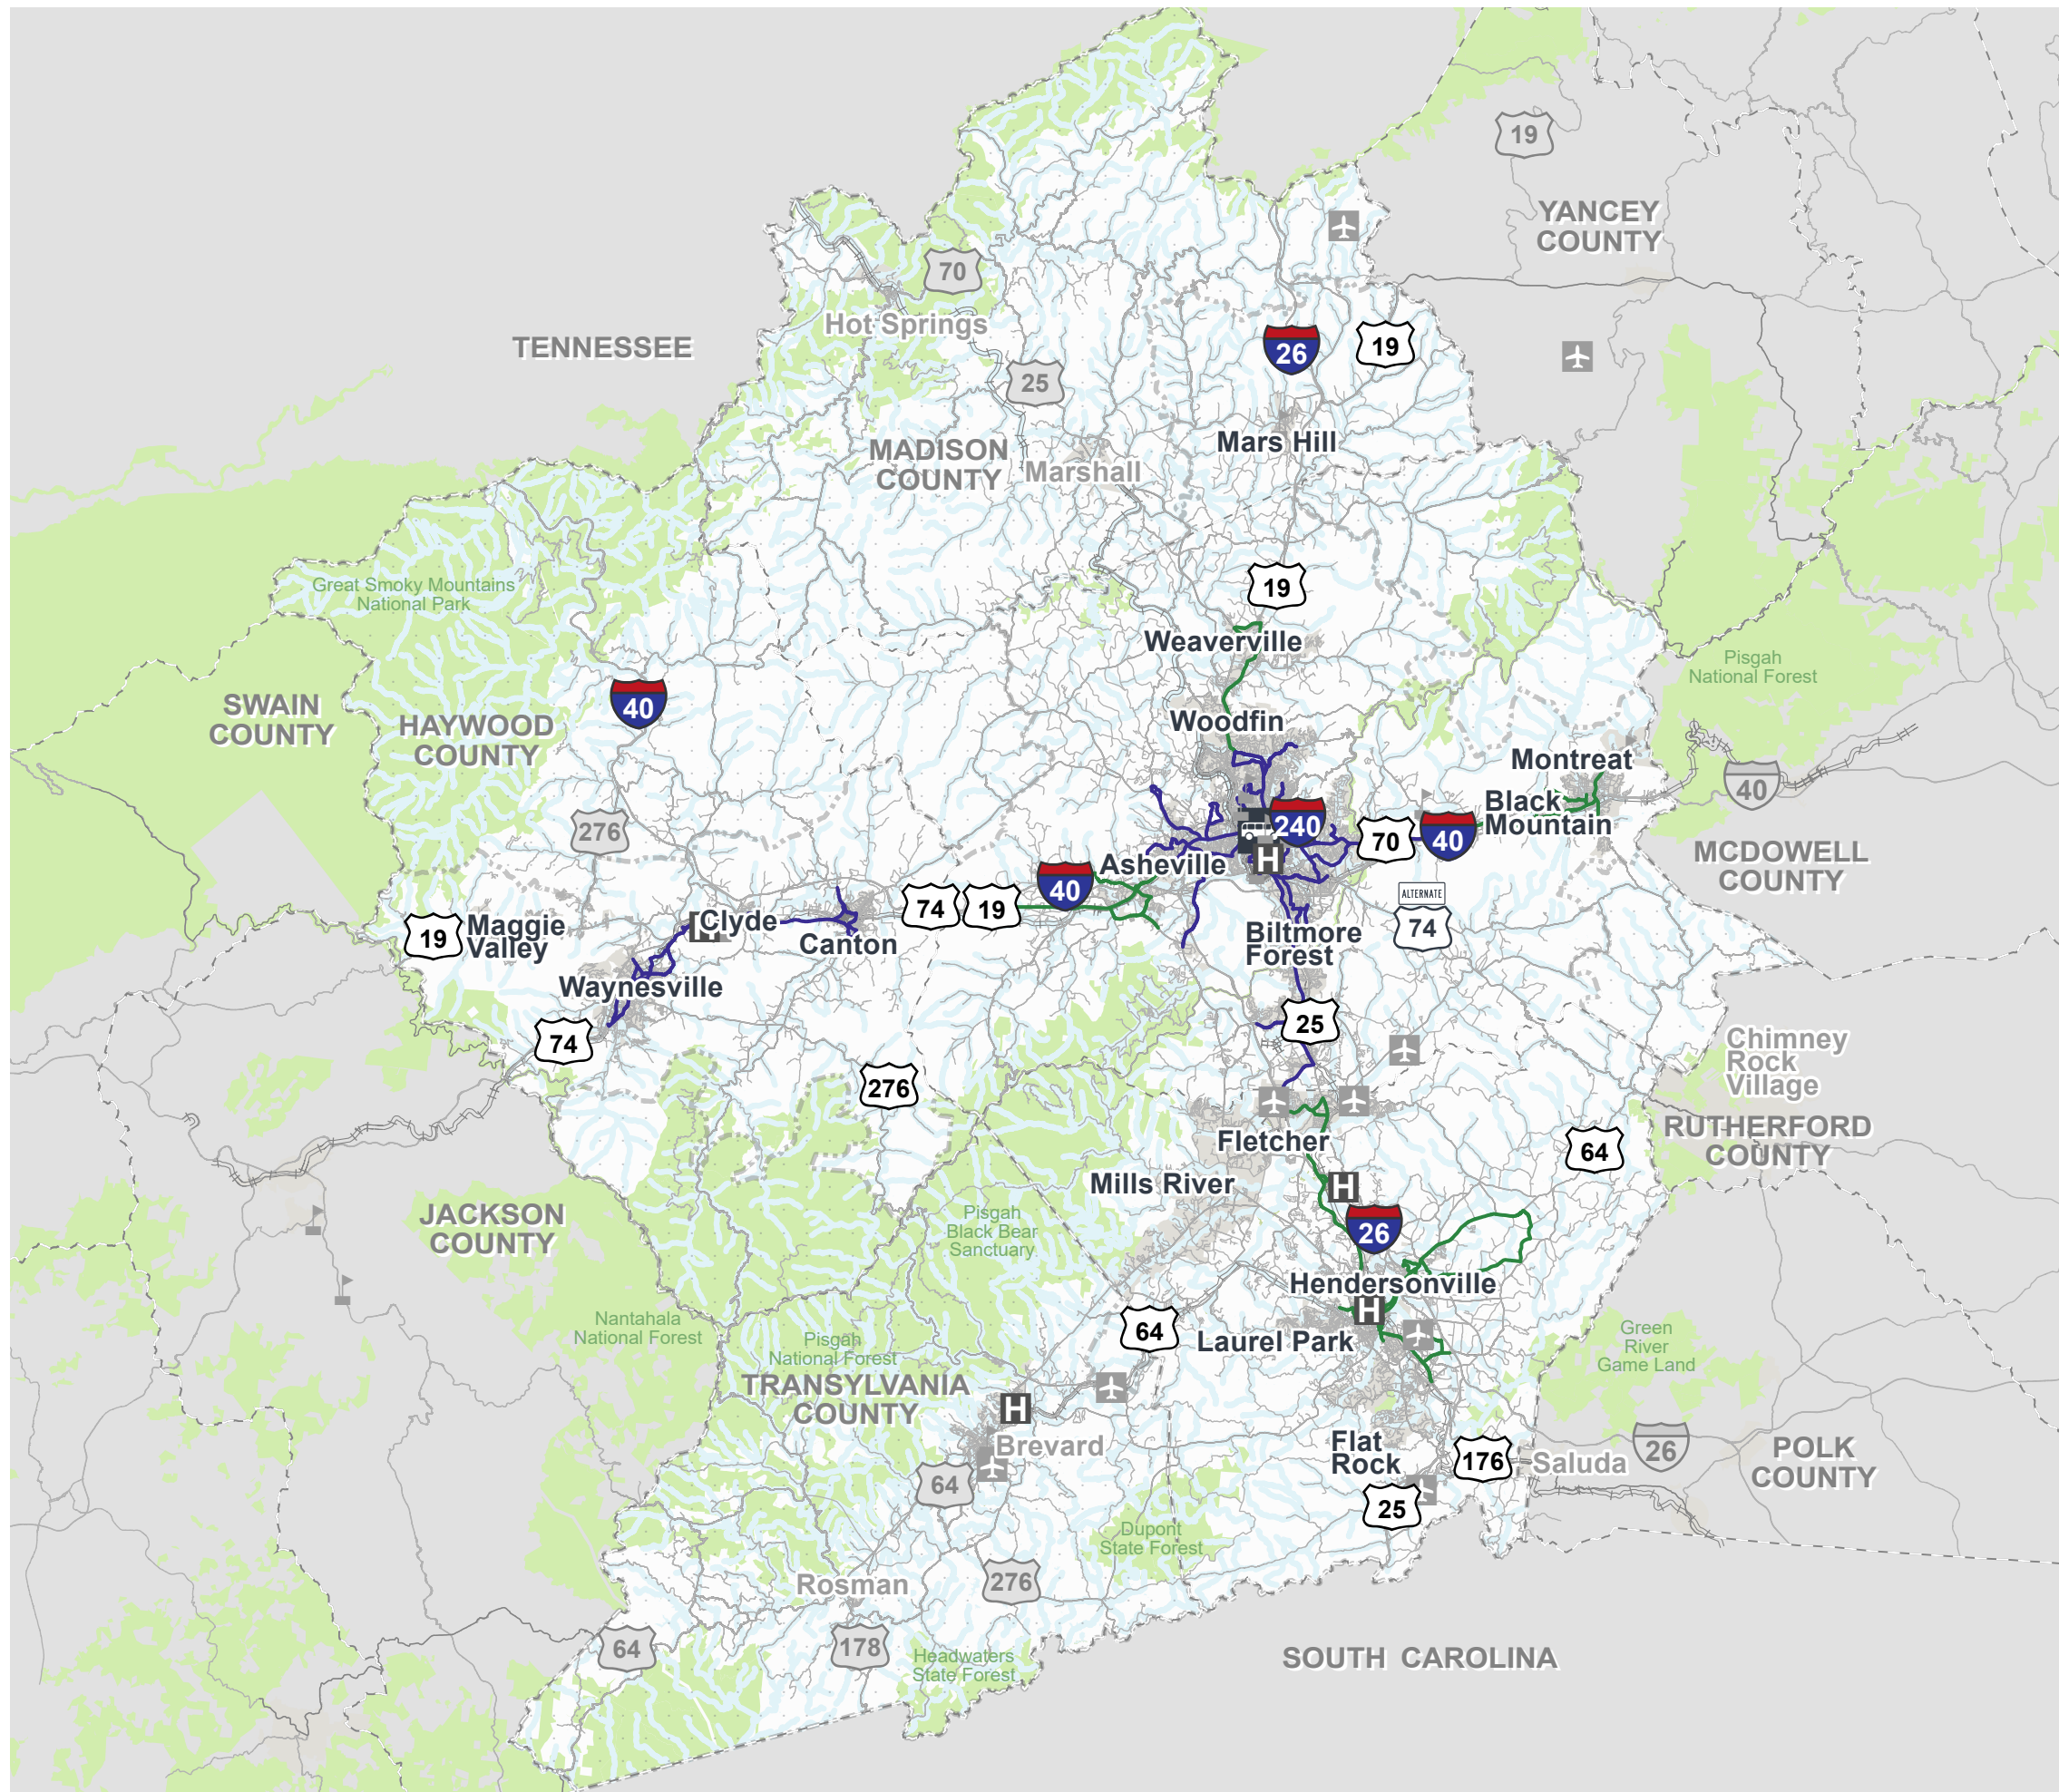 19
YANCEY
COUNTY
70
Hot Springs
TENNESSEE
26
19
25
MADISON
COUNTY
Marshall
Mars Hill
Great Smoky Mountains
National Park
19
Weaverville
Pisgah
National Forest
SWAIN
COUNTY
HAYWOOD
COUNTY
40
Woodfin
Montreat
40
276
Black
Mountain
240
70
40
H
Asheville
MCDOWELL
COUNTY
40
74
19
ALTERNATE
74
19
Maggie
Valley
H
Clyde
Canton
Biltmore
Forest
Waynesville
74
25
Chimney
Rock
Village
276
Fletcher
RUTHERFORD
COUNTY
64
Mills River
H
JACKSON
COUNTY
Pisgah
Black Bear
Sanctuary
26
Hendersonville
H
Nantahala
National Forest
Pisgah
National Forest
64
Laurel Park
Green
River
Game Land
TRANSYLVANIA
COUNTY
H
Brevard
64
Flat
Rock
176
Saluda
26
POLK
COUNTY
25
Dupont
State Forest
Rosman
276
64
178
Headwaters
State Forest
SOUTH CAROLINA